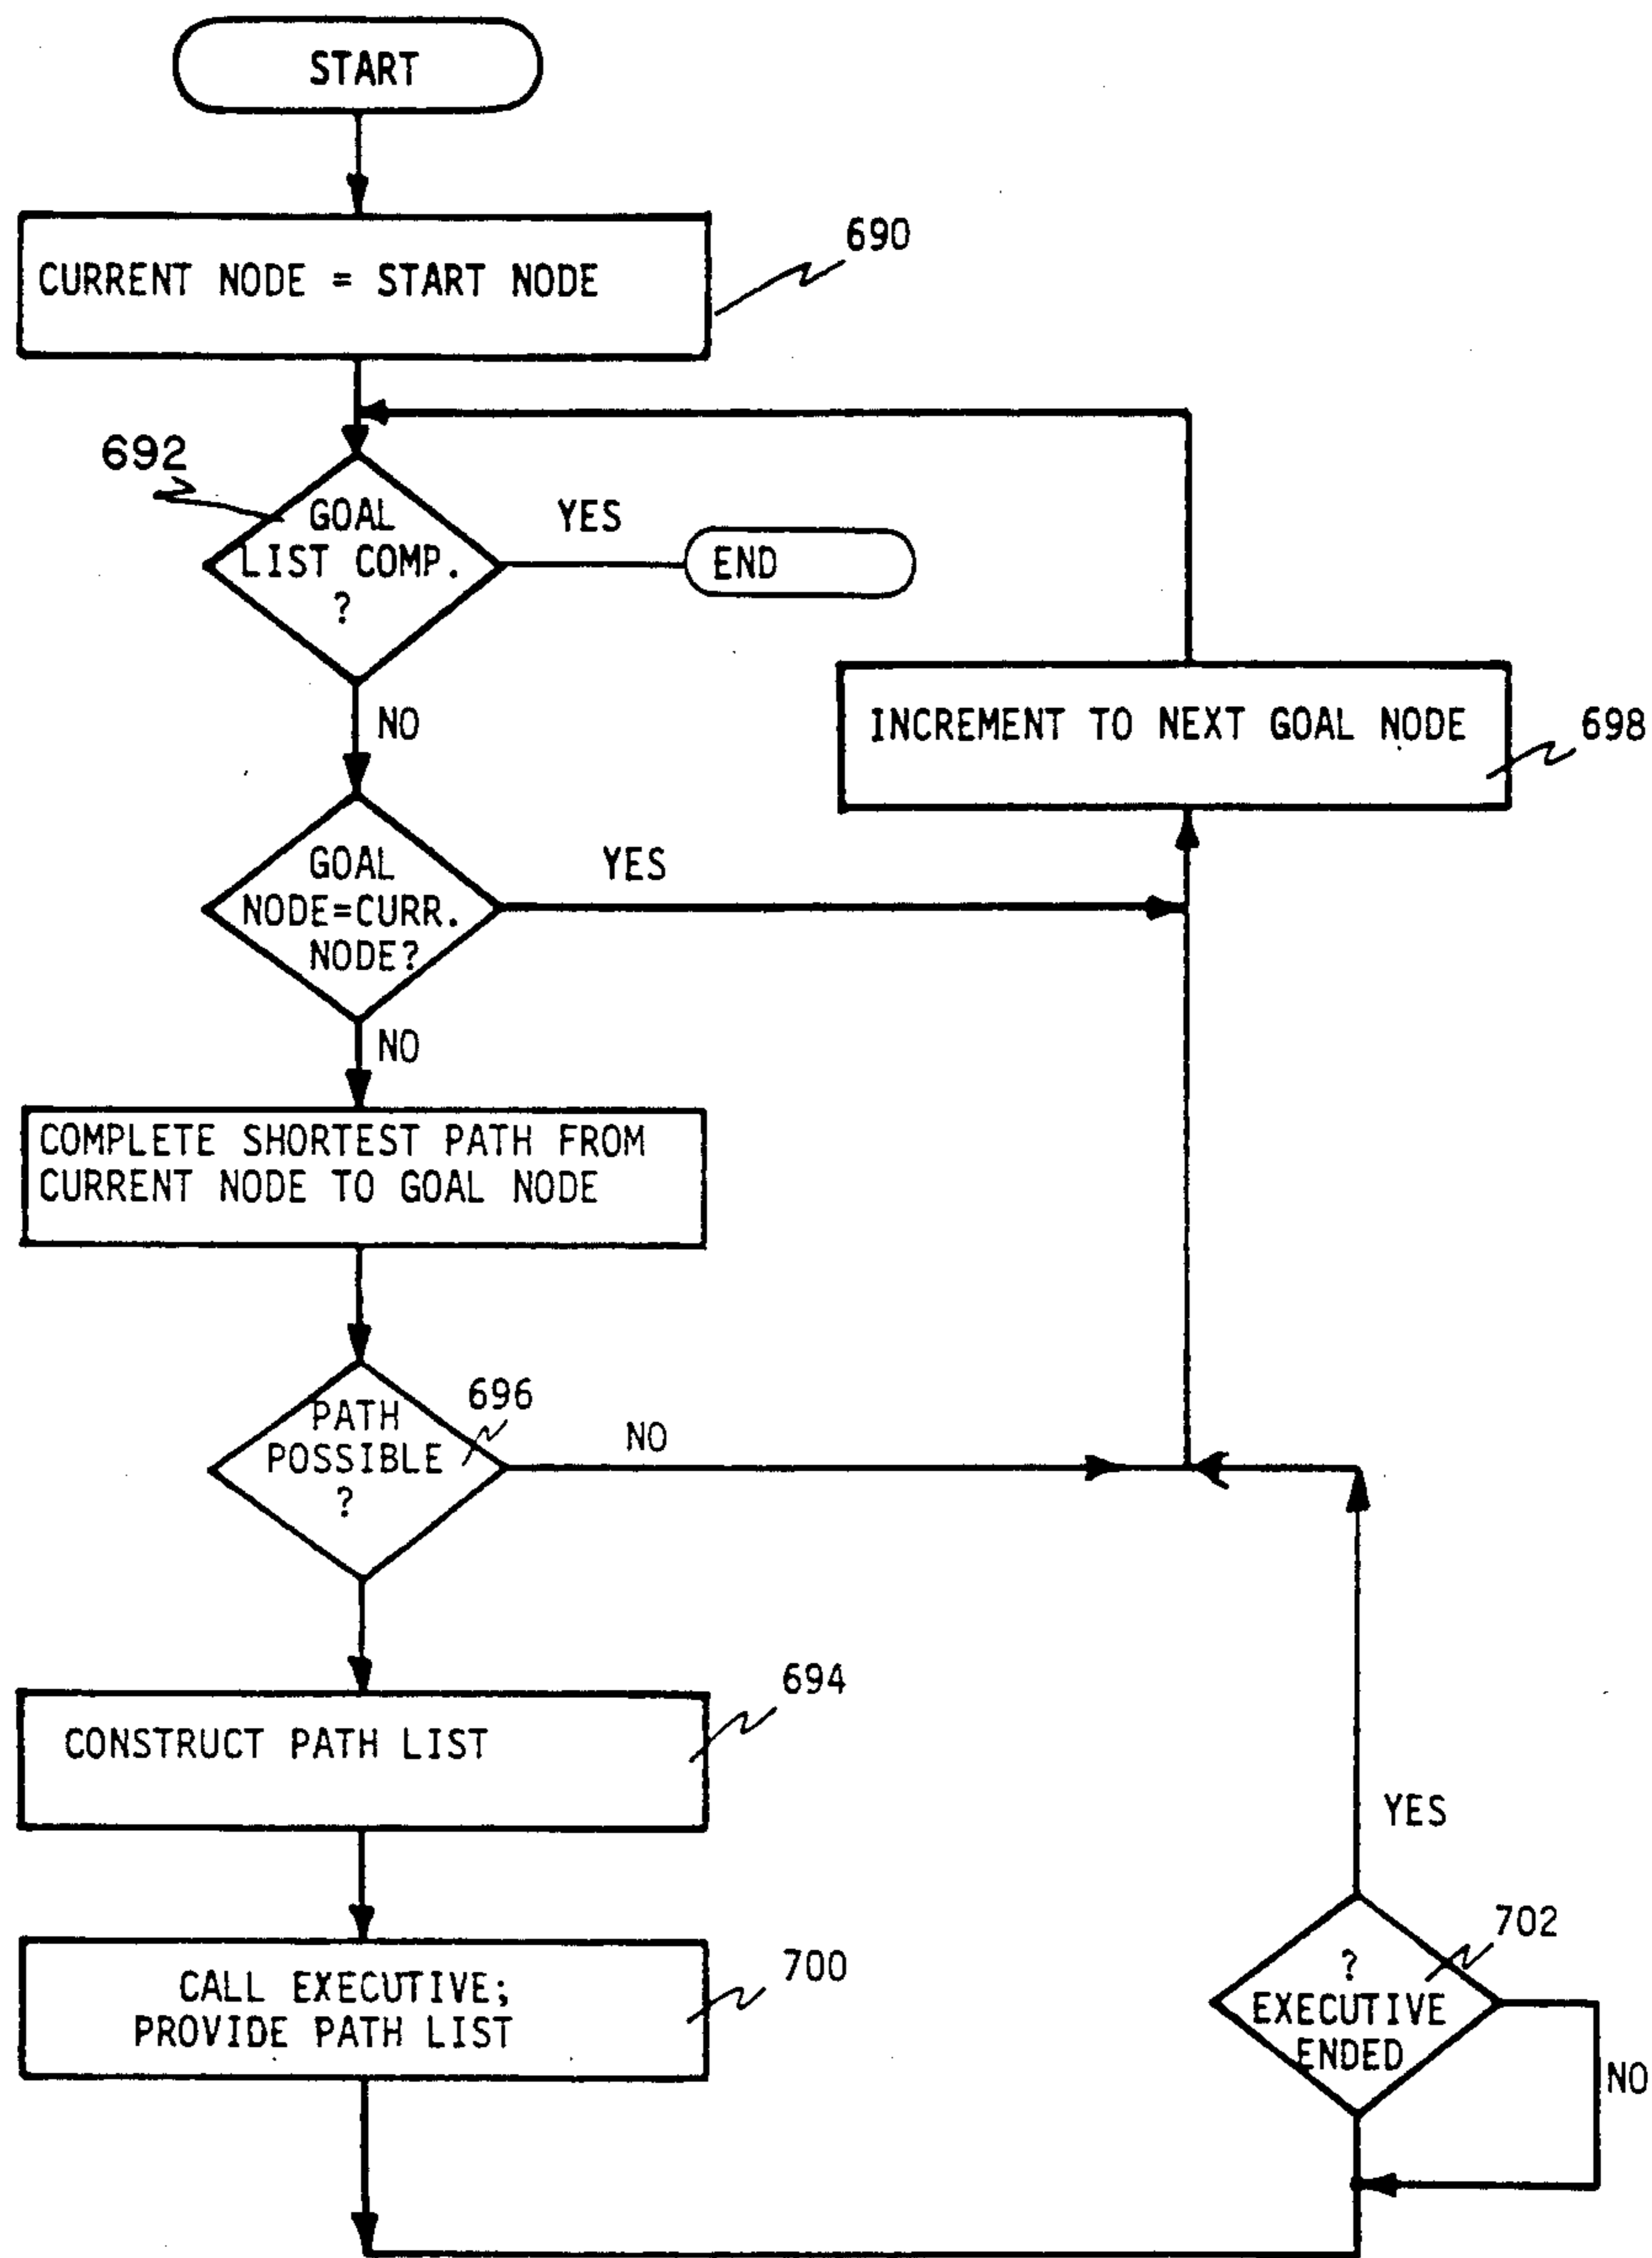 START
690
CURRENT NODE = START NODE
692
GOAL
LIST COMP.
?
YES
END
NO
INCREMENT TO NEXT GOAL NODE
698
GOAL
NODE=CURR.
NODE?
YES
NO
COMPLETE SHORTEST PATH FROM
CURRENT NODE TO GOAL NODE
696
PATH
POSSIBLE
?
NO
694
CONSTRUCT PATH LIST
YES
700
CALL EXECUTIVE;
PROVIDE PATH LIST
702
?
EXECUTIVE
ENDED
NO